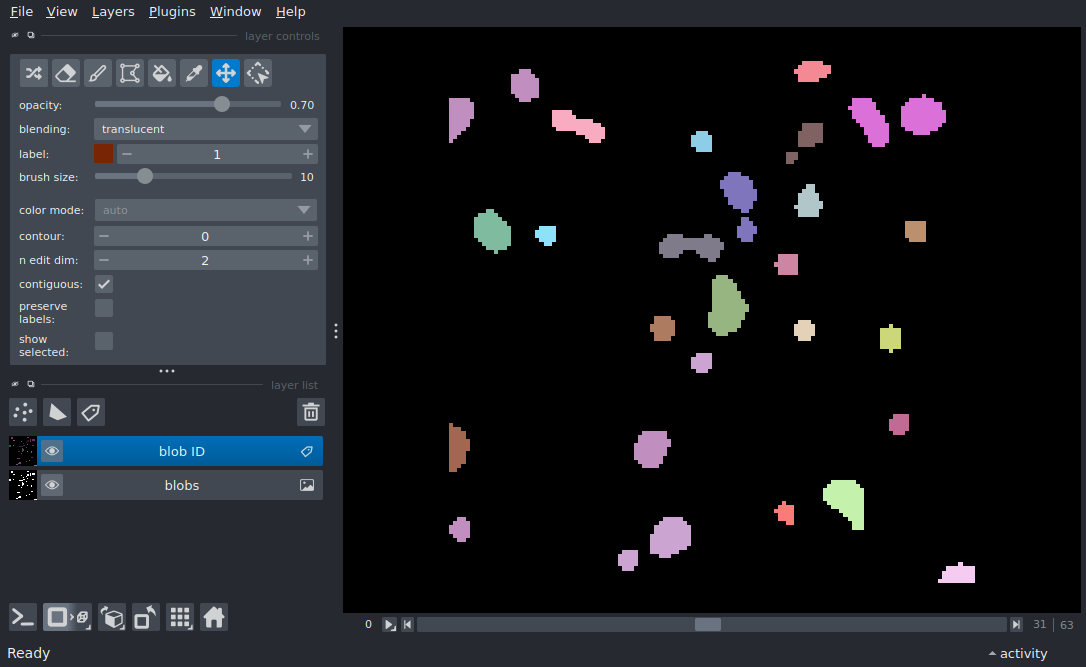 File View Layers Plugins Window Help
layer controls
opacity: 0.70
blending: translucent
label: 1
brush size: 10
color mode: auto
contour: 0
n edit dim: 2
contiguous:
preserve
labels:
show
selected:
layer list
blob ID
blobs
0 31 63
Ready activity